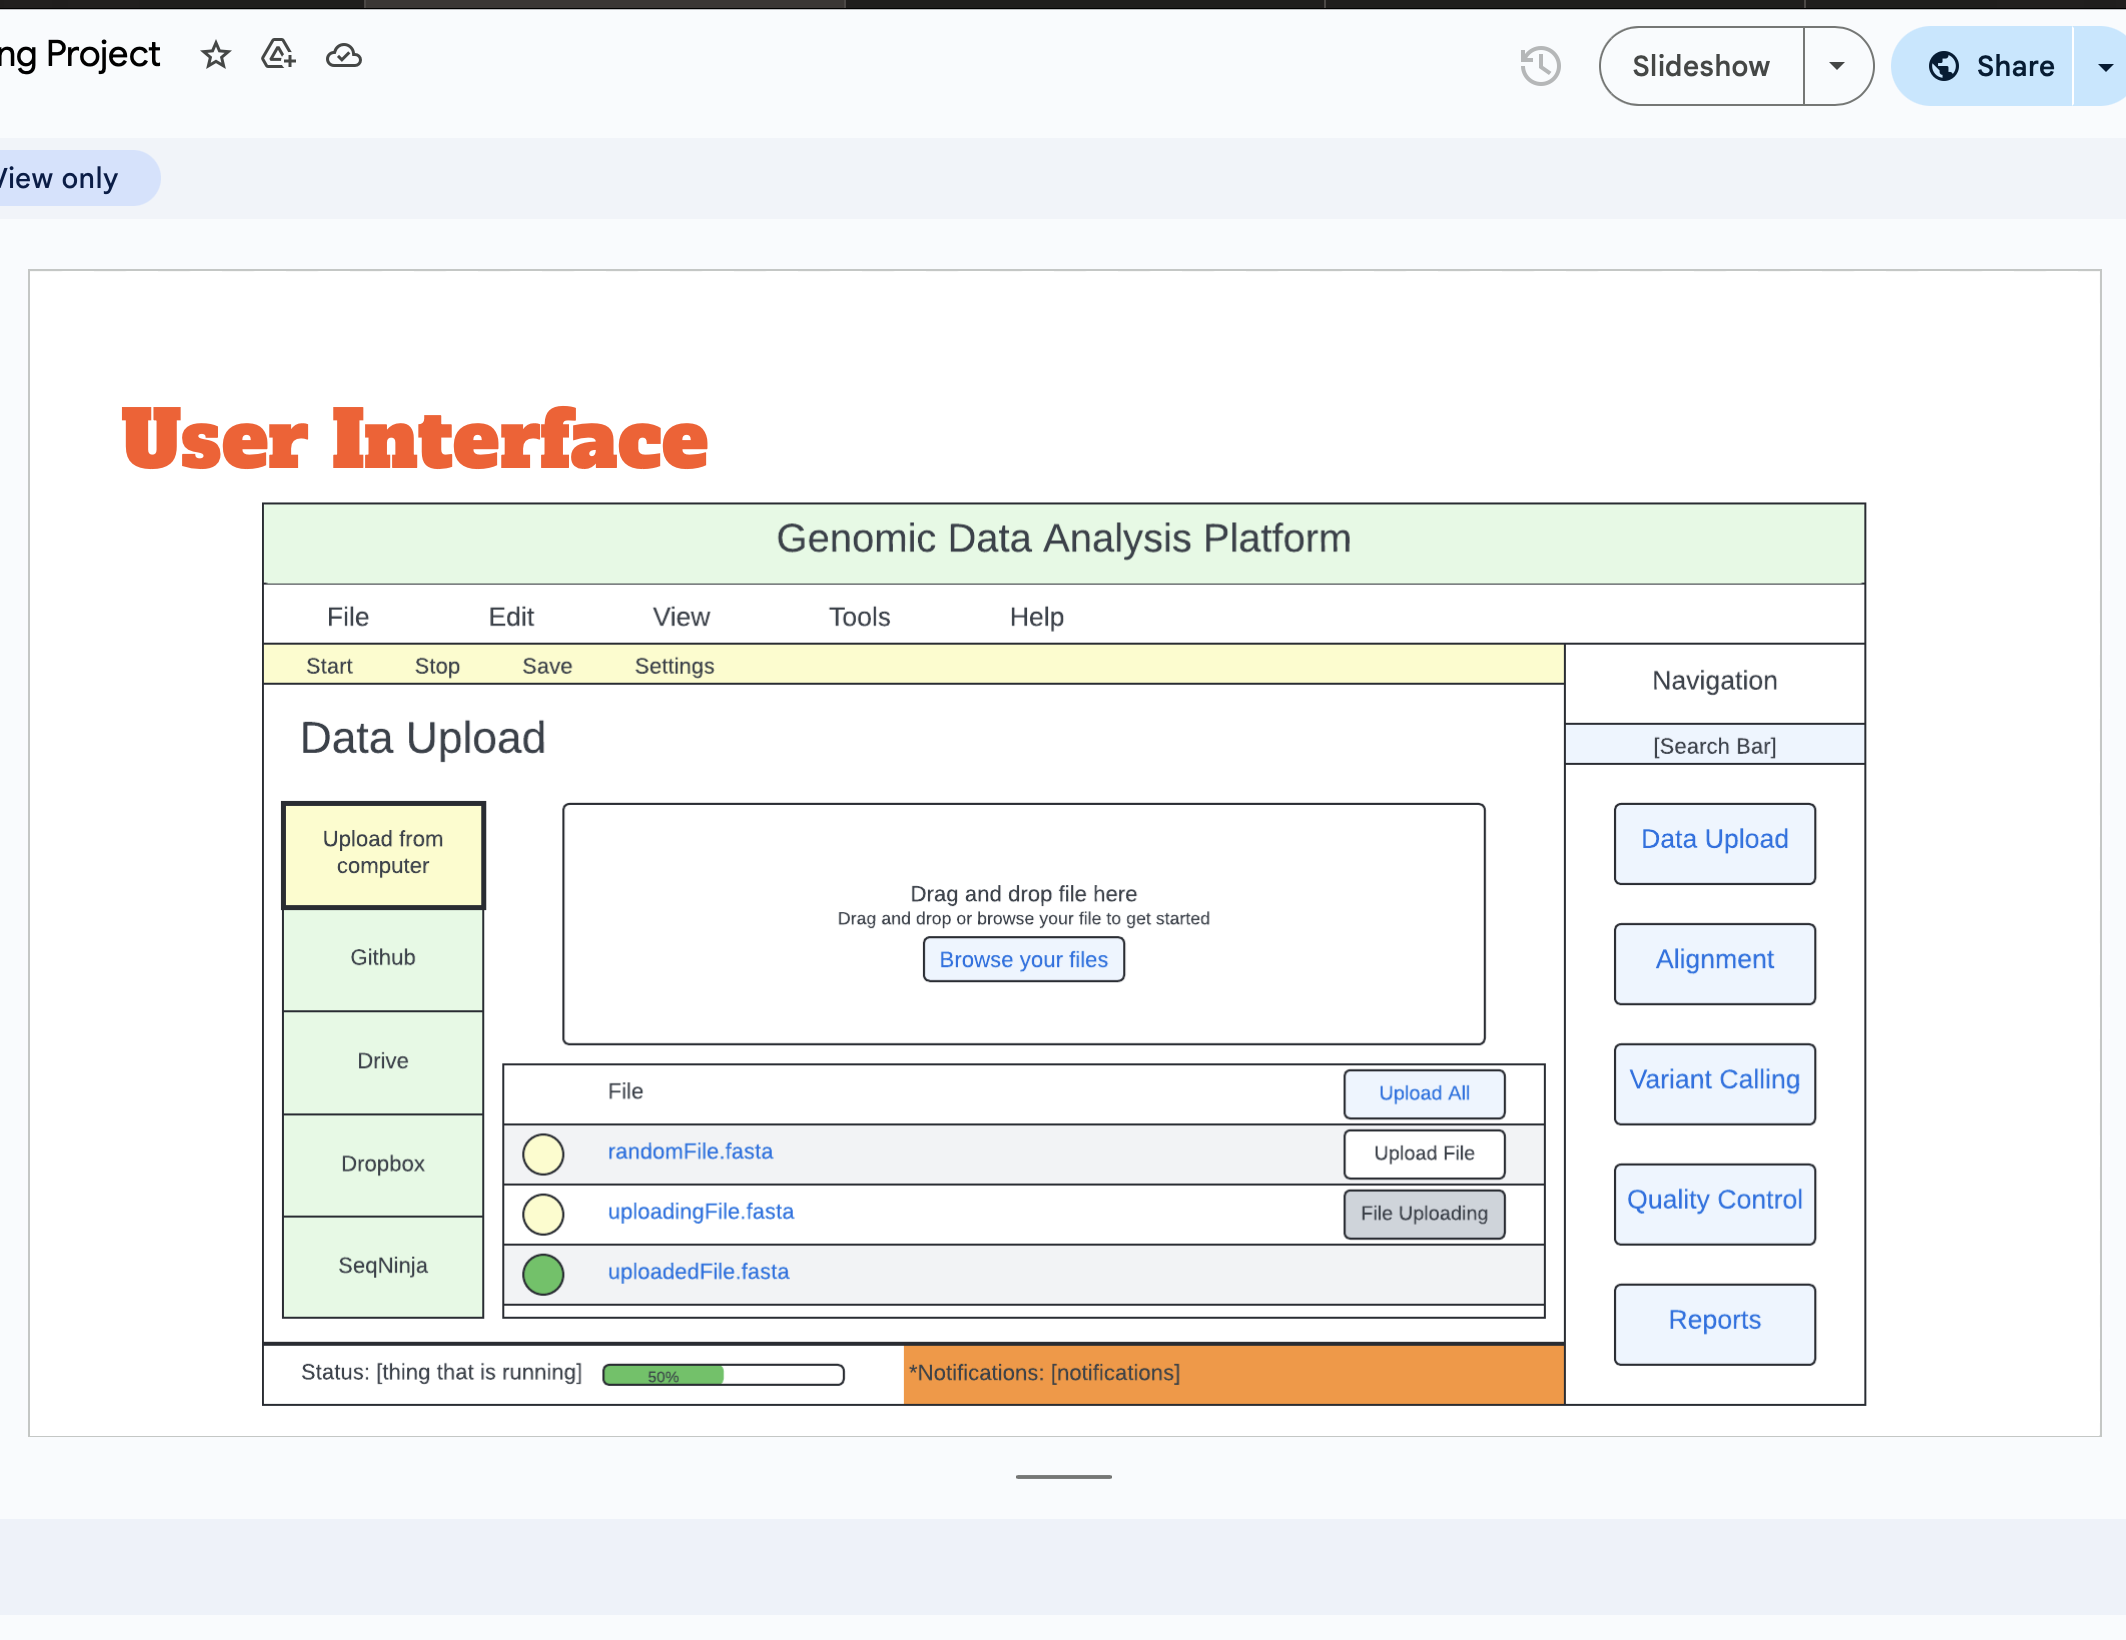 ng Project
Slideshow
Share
View only
User Interface
Genomic Data Analysis Platform
File Edit View Tools Help
Start Stop Save Settings
Navigation
[Search Bar]
Data Upload
Upload from
computer
Github
Drive
Dropbox
SeqNinja
Drag and drop file here
Drag and drop or browse your file to get started
Browse your files
File Upload All
randomFile.fasta Upload File
uploadingFile.fasta File Uploading
uploadedFile.fasta
Data Upload
Alignment
Variant Calling
Quality Control
Reports
Status: [thing that is running] 50% *Notifications: [notifications]